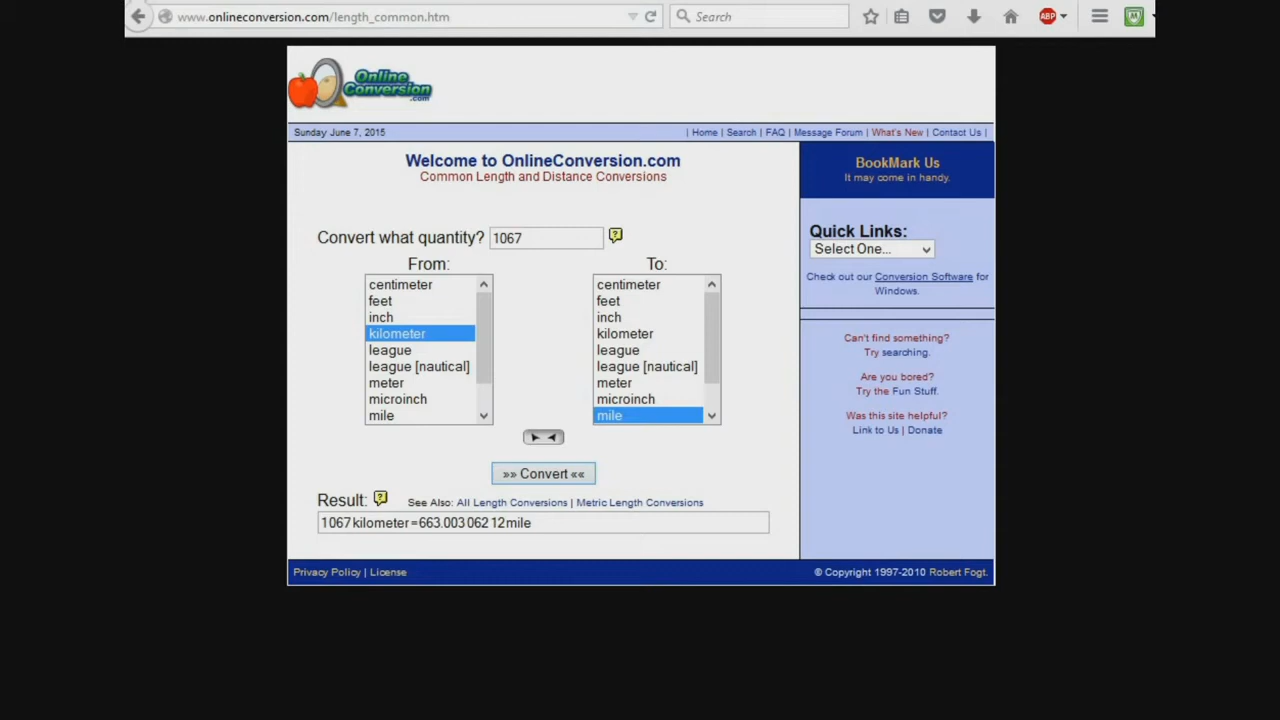 www.onlineconversion.com/length_common.htm
Search
ABP
Online
Conversion
.com
Sunday June 7, 2015
| Home | Search | FAQ | Message Forum | What's New | Contact Us |
Welcome to OnlineConversion.com
Common Length and Distance Conversions
BookMark Us
It may come in handy.
Convert what quantity? 1067
?
From:
To:
centimeter
feet
inch
kilometer
league
league [nautical]
meter
microinch
mile
centimeter
feet
inch
kilometer
league
league [nautical]
meter
microinch
mile
»» Convert ««
Result: ? See Also: All Length Conversions | Metric Length Conversions
1067 kilometer = 663.003 062 12 mile
Quick Links:
Select One...
Check out our Conversion Software for
Windows.
Can't find something?
Try searching.
Are you bored?
Try the Fun Stuff.
Was this site helpful?
Link to Us | Donate
Privacy Policy | License
© Copyright 1997-2010 Robert Fogt.